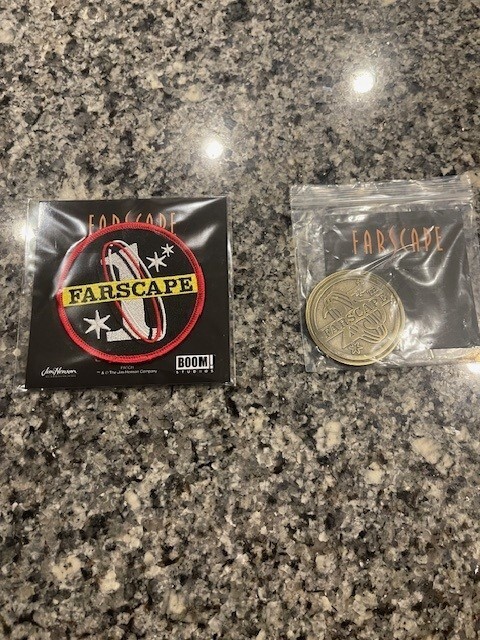 FARSCAPE
FARSCAPE
Jim Henson
PATCH
™ & © The Jim Henson Company
BOOM!
STUDIOS
FARSCAPE
FARSCAPE